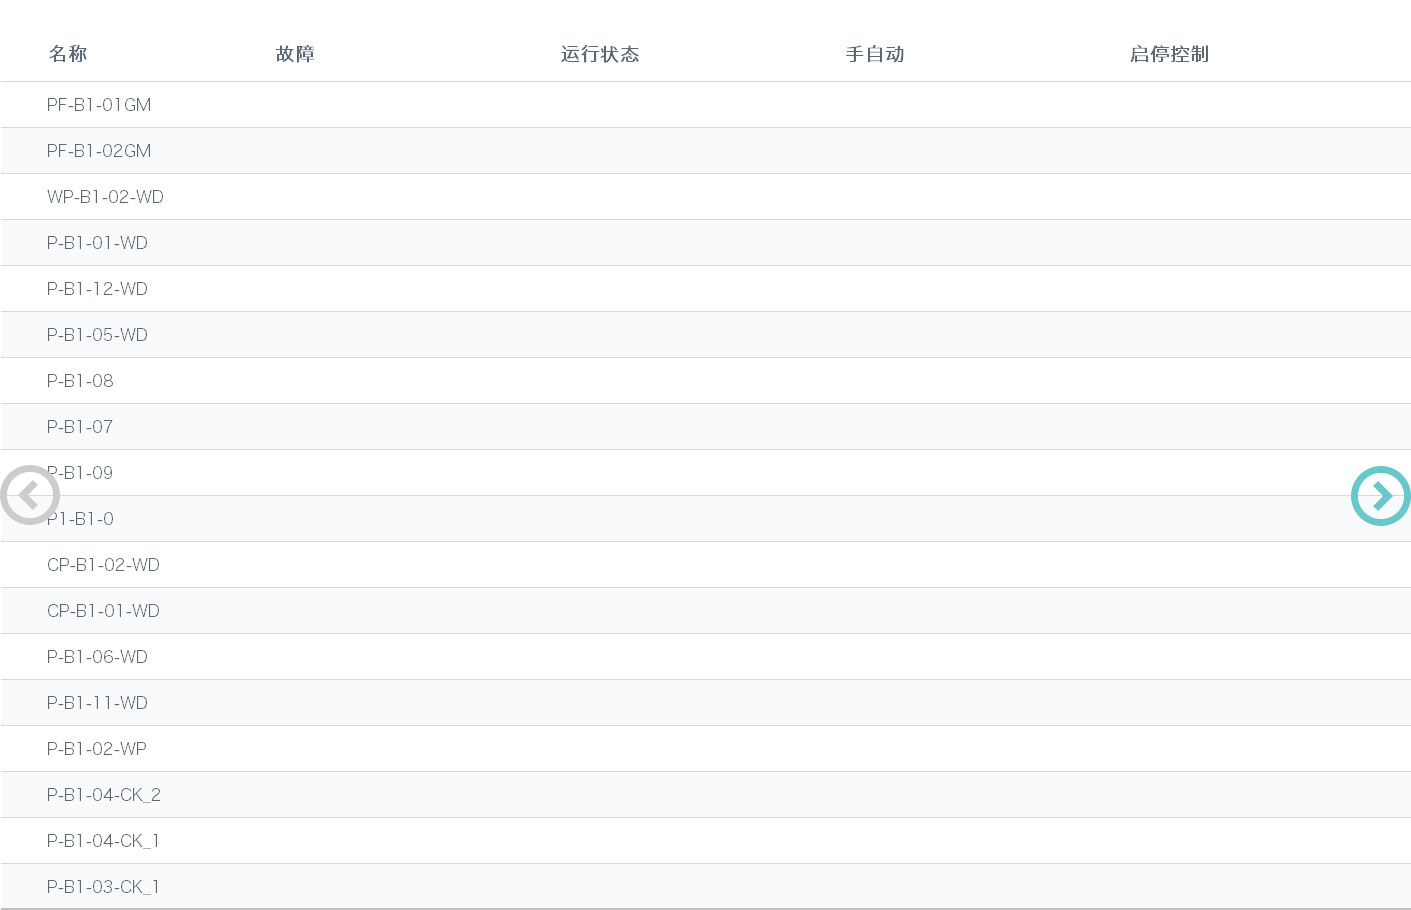 名称 故障 运行状态 手自动 启停控制
PF-B1-01GM
PF-B1-02GM
WP-B1-02-WD
P-B1-01-WD
P-B1-12-WD
P-B1-05-WD
P-B1-08
P-B1-07
P-B1-09
P1-B1-0
CP-B1-02-WD
CP-B1-01-WD
P-B1-06-WD
P-B1-11-WD
P-B1-02-WP
P-B1-04-CK_2
P-B1-04-CK_1
P-B1-03-CK_1